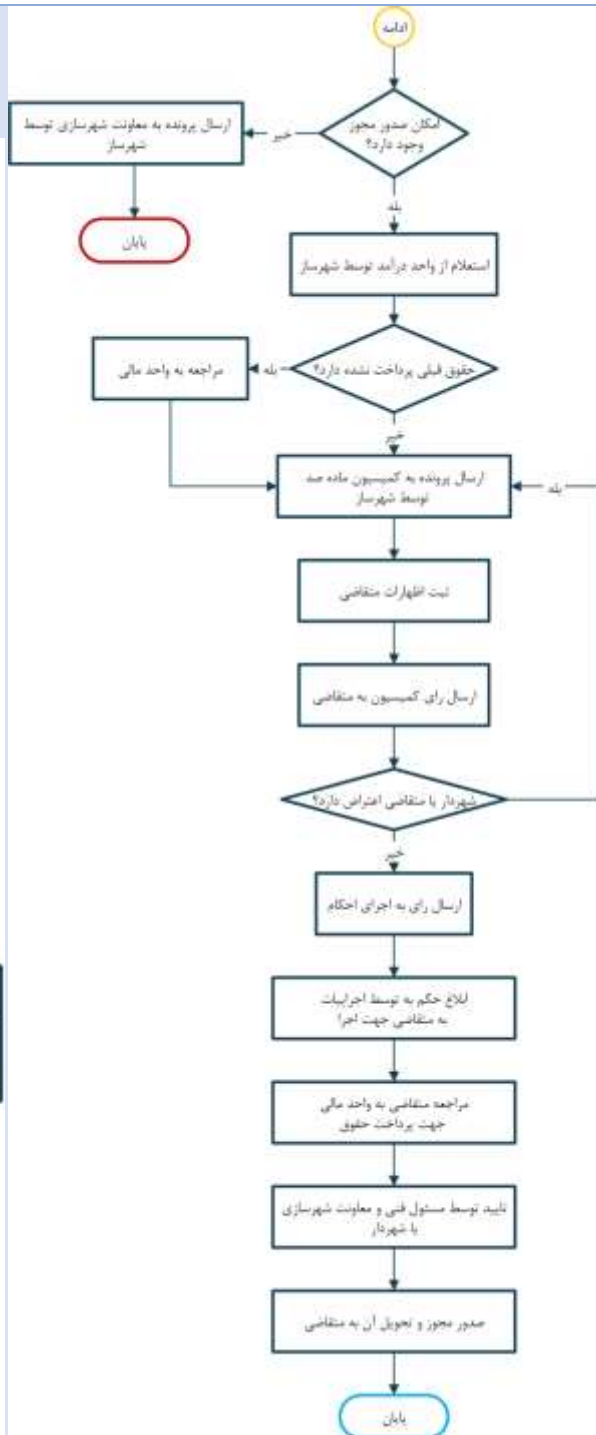 ادامه
امکان صدور مجوز
وجود دارد؟
خیر
ارسال پرونده به معاونت شهرسازی توسط
شهرساز
پایان
بله
استعلام از واحد درآمد توسط شهرساز
حقوق قبلی پرداخت نشده دارد؟
بله
مراجعه به واحد مالی
خیر
ارسال پرونده به کمیسیون ماده صد
توسط شهرساز
بله
ثبت اظهارات متقاضی
ارسال رای کمیسیون به متقاضی
شهردار یا متقاضی اعتراض دارد؟
خیر
ارسال رای به اجرای احکام
ابلاغ حکم به توسط اجراییات
به متقاضی جهت اجرا
مراجعه متقاضی به واحد مالی
جهت پرداخت حقوق
تایید توسط مسئول فنی و معاونت شهرسازی
یا شهردار
صدور مجوز و تحویل آن به متقاضی
پایان